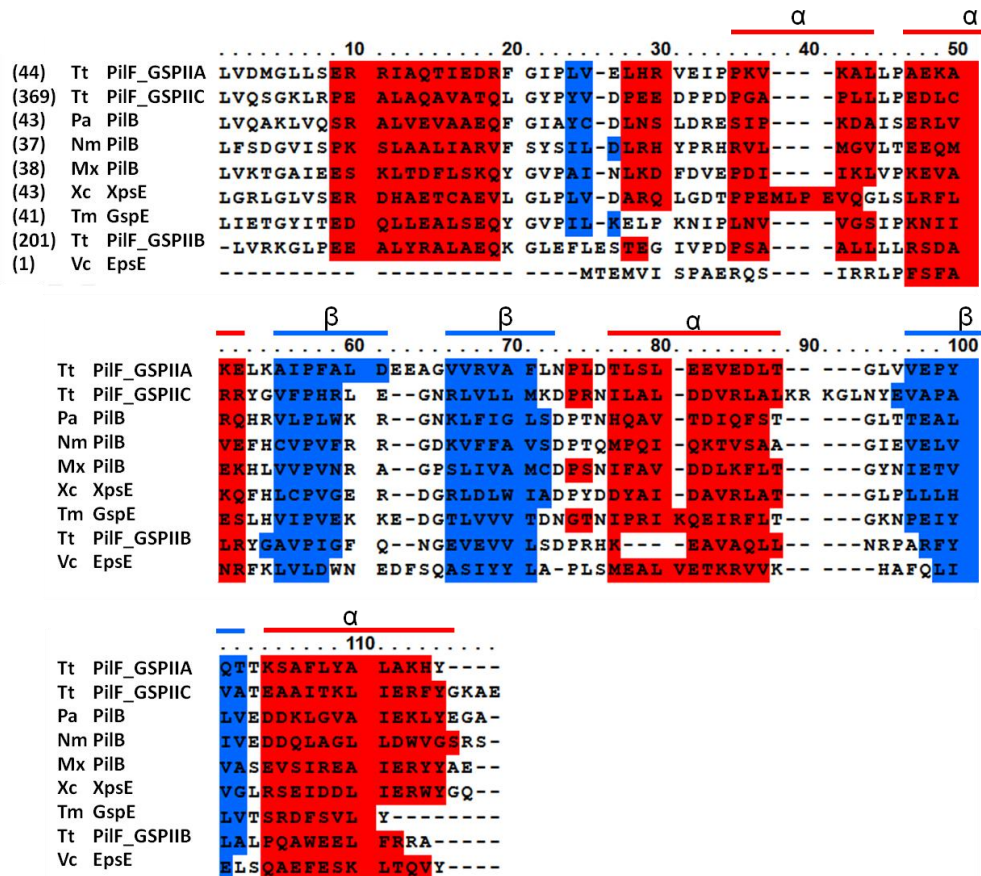 α α
. . . . . . . . 10 . . . . . . . . 20 . . . . . . . . 30 . . . . . . . . 40 . . . . . . . . 50
(44) Tt PilF_GSPIIA LVDMGLLSER RIAQTIEDRF GIPLV-ELHR VEIPPKV--- -KALLPAEKA
(369) Tt PilF_GSPIIC LVQSGKLRPE ALAQAVATQL GYPYV-DPEE DPPDPGA--- -PLLLPEDLC
(43) Pa PilB LVQAKLVQSR ALVEVAAEQF GIAYC-DLNS LDRESIP--- -KDAISERLV
(37) Nm PilB LFSDGVISPK SLAALIARVF SYSIL-DLRH YPRHRVL--- -MGVLTEEQM
(38) Mx PilB LVKTGAIEES KLTDFLSKQY GVPAI-NLKD FDVEPDI--- -IKLVPKEVA
(43) Xc XpsE LGRLGLVSER DHAETCAEVL GLPLV-DARQ LGDTPPEMLP EVQGLSLRFL
(41) Tm GspE LIETGYITED QLLEALSEQY GVPIL-KELP KNIPLNV--- -VGSIPKNII
(201) Tt PilF_GSPIIB -LVRKGLPEE ALYRALAEQK GLEFLESTEG IVPDPSA--- -ALLLLRSDA
(1) Vc EpsE ---------- ---------- ----MTEMVI SPAERQS--- -IRRLPFSFA
β β α β
. . . . . . . . 60 . . . . . . . . 70 . . . . . . . . 80 . . . . . . . . 90 . . . . . . . . 100
Tt PilF_GSPIIA KELKAIPFAL DEEAGVVRVA FLNPLDTLSL -EEVEDLT-- ---GLVVEPY
Tt PilF_GSPIIC RRYGVFPHRL E--GNRLVLL MKDPRNILAL -DDVRLALKR KGLNYEVAPA
Pa PilB RQHRVLPLWK R--GNKLFIG LSDPTNHQAV -TDIQFST-- ---GLTTEAL
Nm PilB VEFHCVPVFR R--GDKVFFA VSDPTQMPQI -QKTVSAA-- ---GIEVELV
Mx PilB EKHLVVPVNR A--GPSLIVA MCDPSNIFAV -DDLKFLT-- ---GYNIETV
Xc XpsE KQFHLCPVGE R--DGRLDLW IADPYDDYAI -DAVRLAT-- ---GLPLLLH
Tm GspE ESLHVIPVEK KE-DGTLVVV TDNGTNIPRI KQEIRFLT-- ---GKNPEIY
Tt PilF_GSPIIB LRYGAVPIGF Q--NGEVEVV LSDPRHK--- -EAVAQLL-- ---NRPARFY
Vc EpsE NRFKLVLDWN EDFSQASIYY LA-PLSMEAL VETKRVVK-- ---HAFQLI
α
. . . . . . . . 110 . . . . . . . .
Tt PilF_GSPIIA QTTKSAFLYA LAKHY----
Tt PilF_GSPIIC VATEAAITKL IERFYGKAE
Pa PilB LVEDDKLGVA IEKLYEGA-
Nm PilB IVEDDQLAGL LDWVGSRS-
Mx PilB VASEVSIREA IERYYAE--
Xc XpsE VGLRSEIDDL IERWYGQ--
Tm GspE LVTSRDFSVL Y--------
Tt PilF_GSPIIB LALPQAWEEL FRRA-----
Vc EpsE ELSQAEFESK LTQVY----